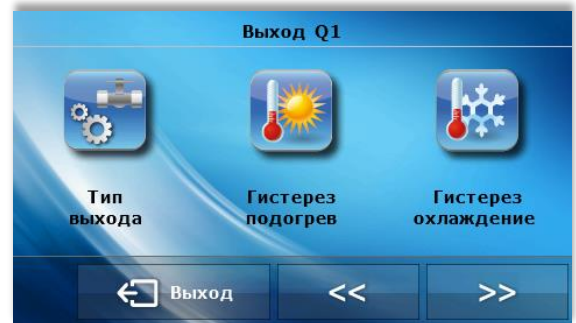 Выход Q1
Тип
выхода
Гистерез
подогрев
Гистерез
охлаждение
Выход
<<
>>